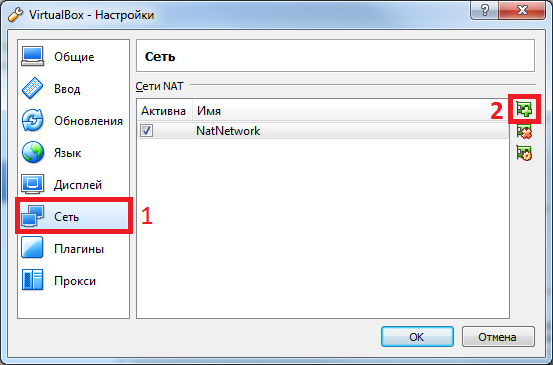 VirtualBox - Настройки
Общие
Ввод
Обновления
Язык
Дисплей
Сеть
1
Плагины
Прокси
Сеть
Сети NAT
Активна Имя
2
NatNetwork
OK
Отмена